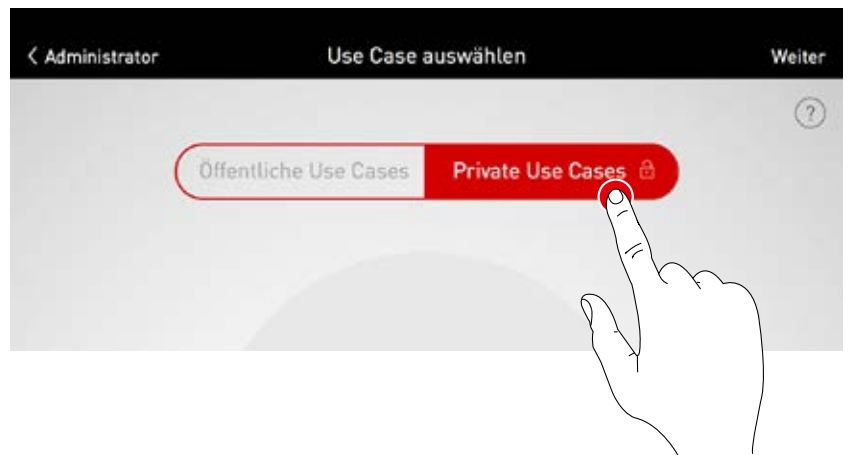 < Administrator Use Case auswählen Weiter
?
Öffentliche Use Cases Private Use Cases